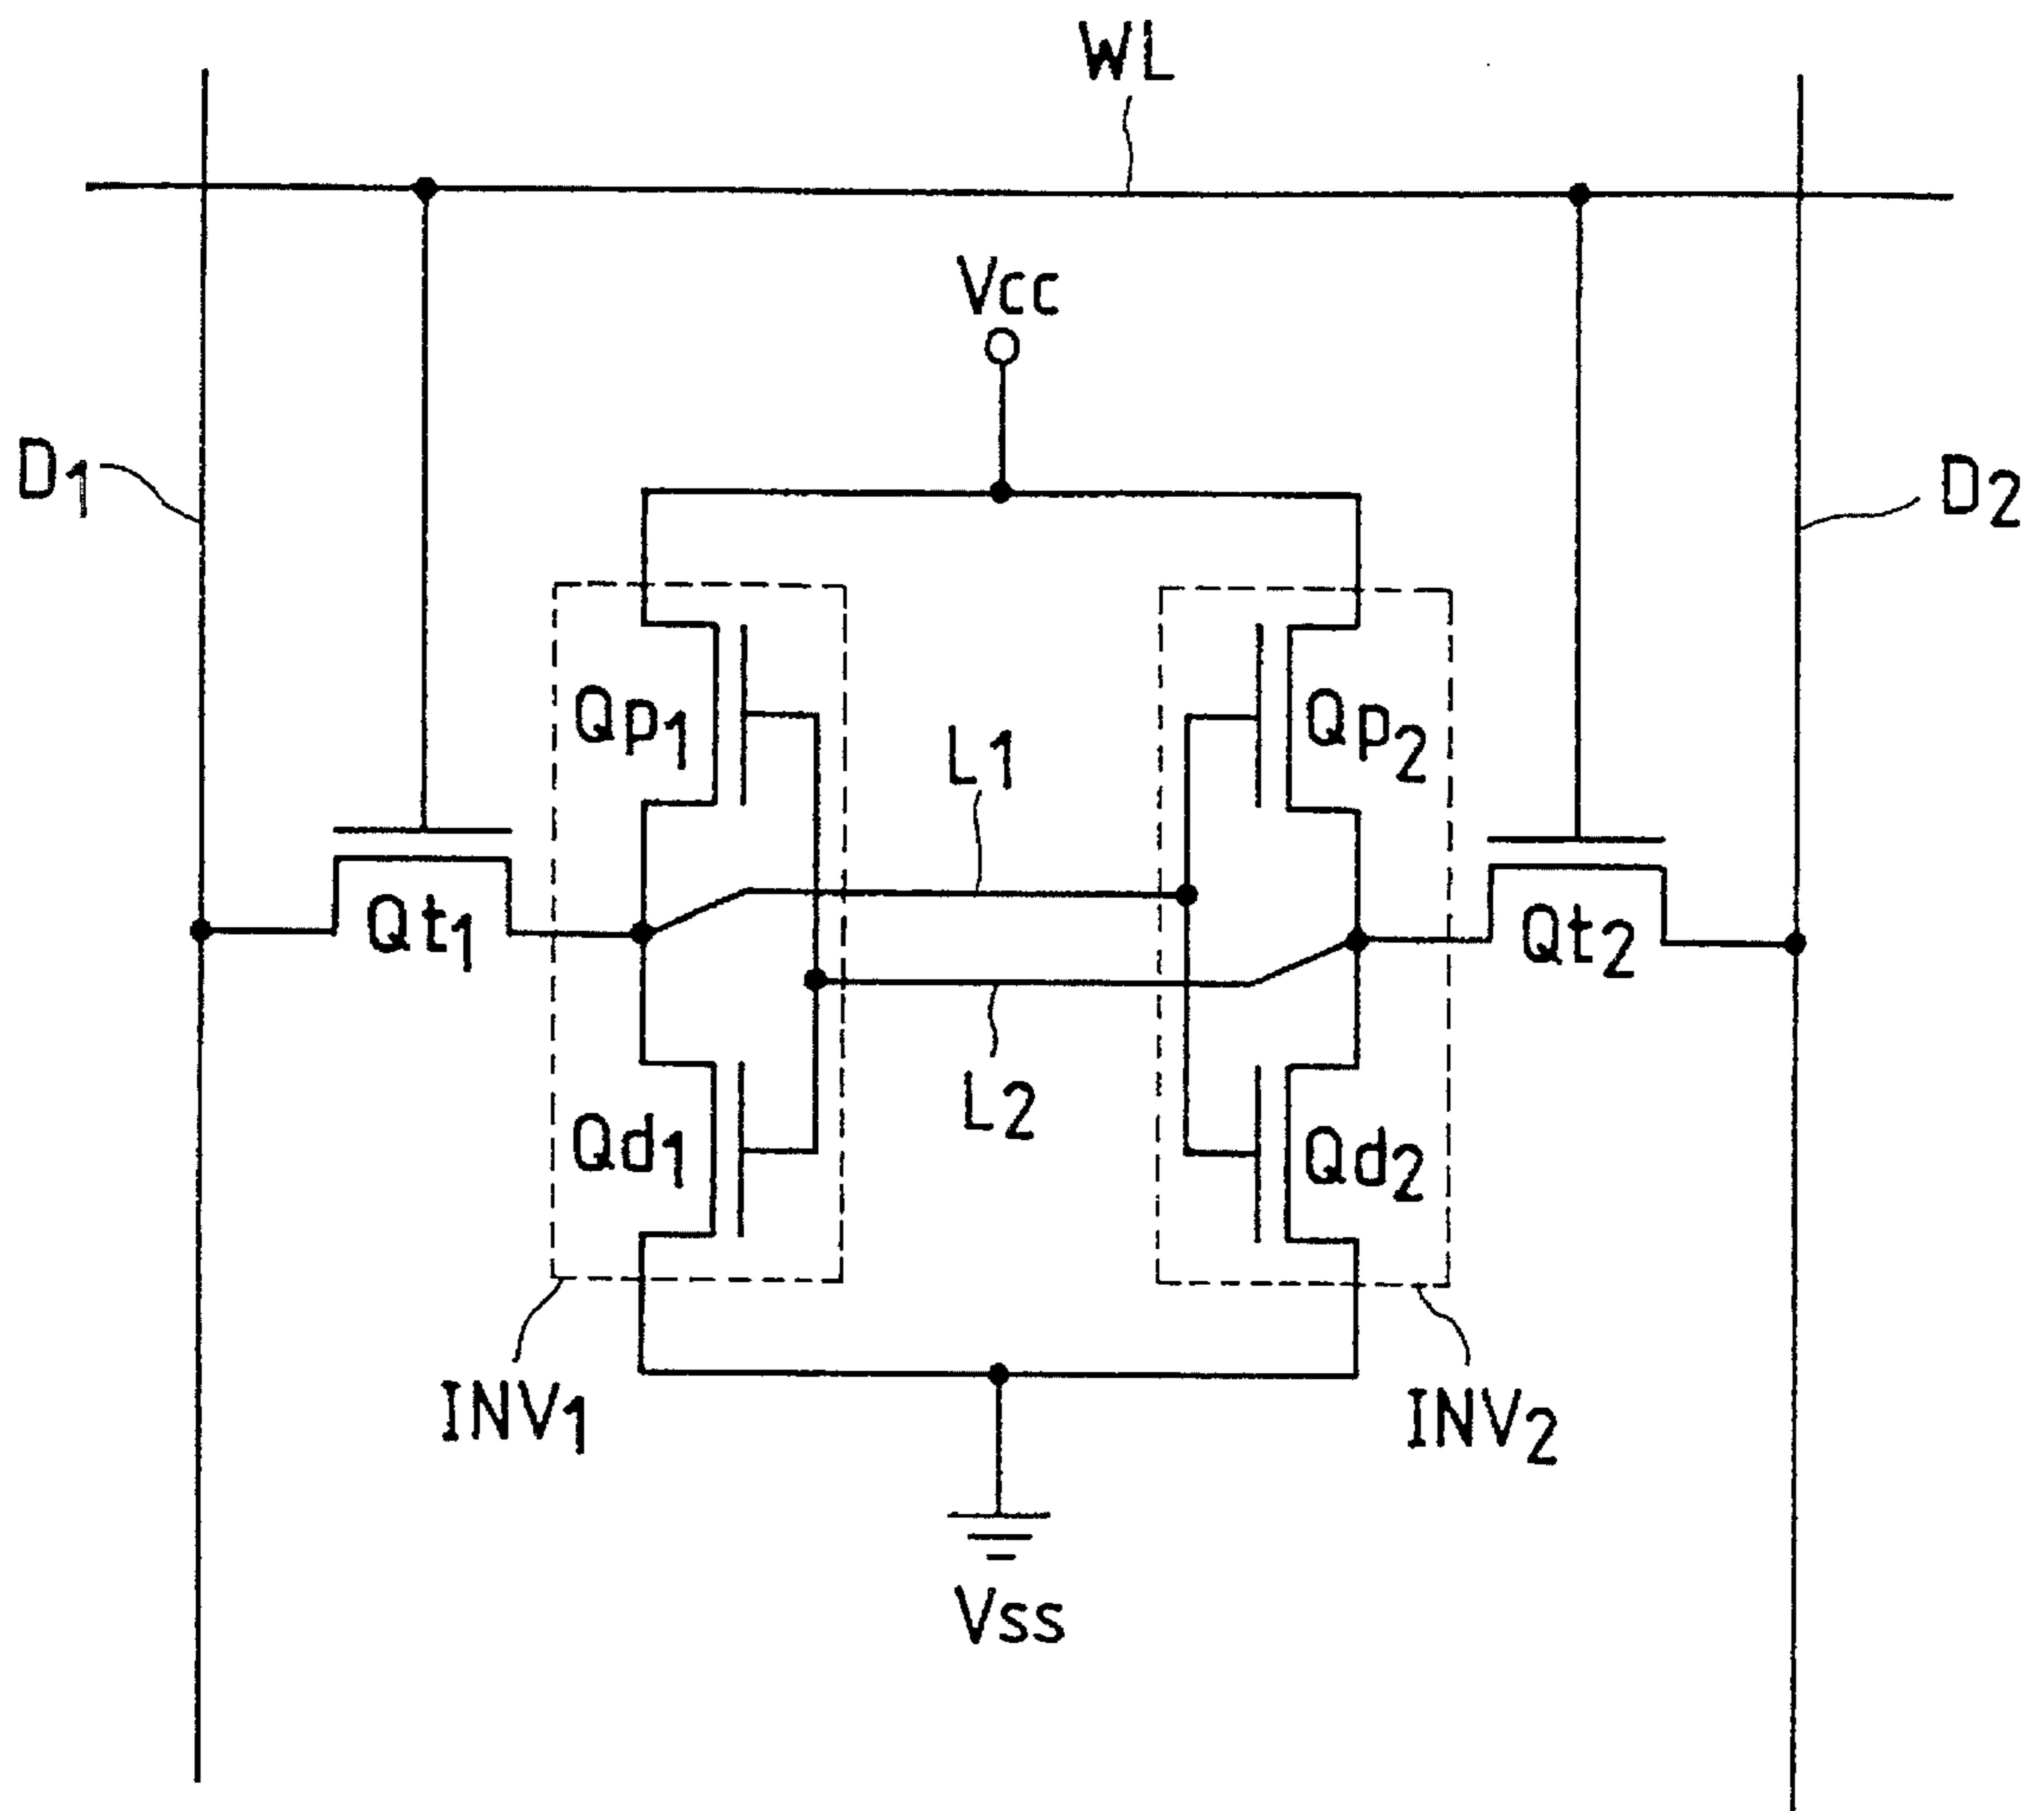 WL
Vcc
D1
D2
Qp1
Qp2
L1
Qt1
Qt2
L2
Qd1
Qd2
INV1
INV2
Vss